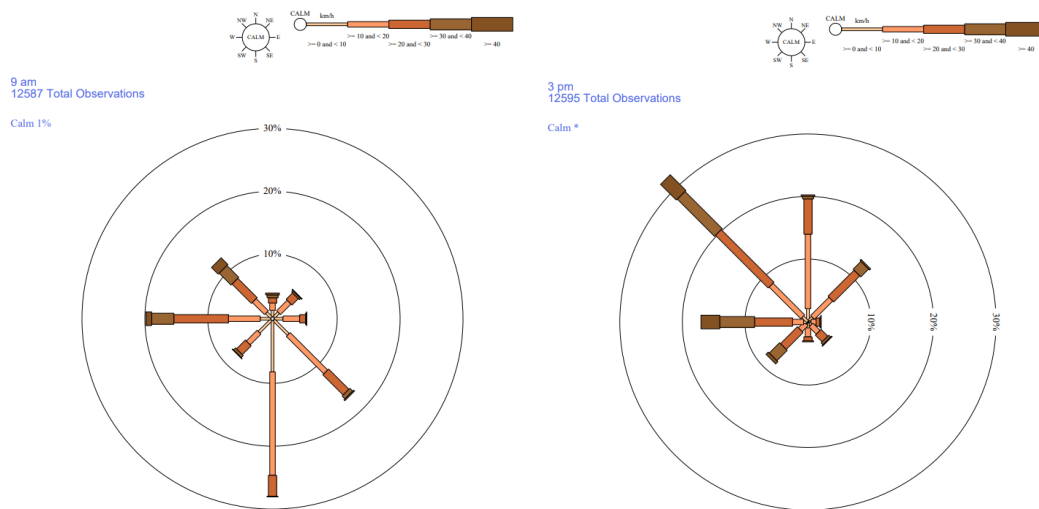 CALM km/h
N
NW NE
W CALM E
SW SE
S
>= 10 and < 20 >= 30 and < 40
>= 0 and < 10 >= 20 and < 30 >= 40
9 am
12587 Total Observations
Calm 1%
30%
20%
10%
CALM km/h
N
NW NE
W CALM E
SW SE
S
>= 10 and < 20 >= 30 and < 40
>= 0 and < 10 >= 20 and < 30 >= 40
3 pm
12595 Total Observations
Calm *
10% 20% 30%